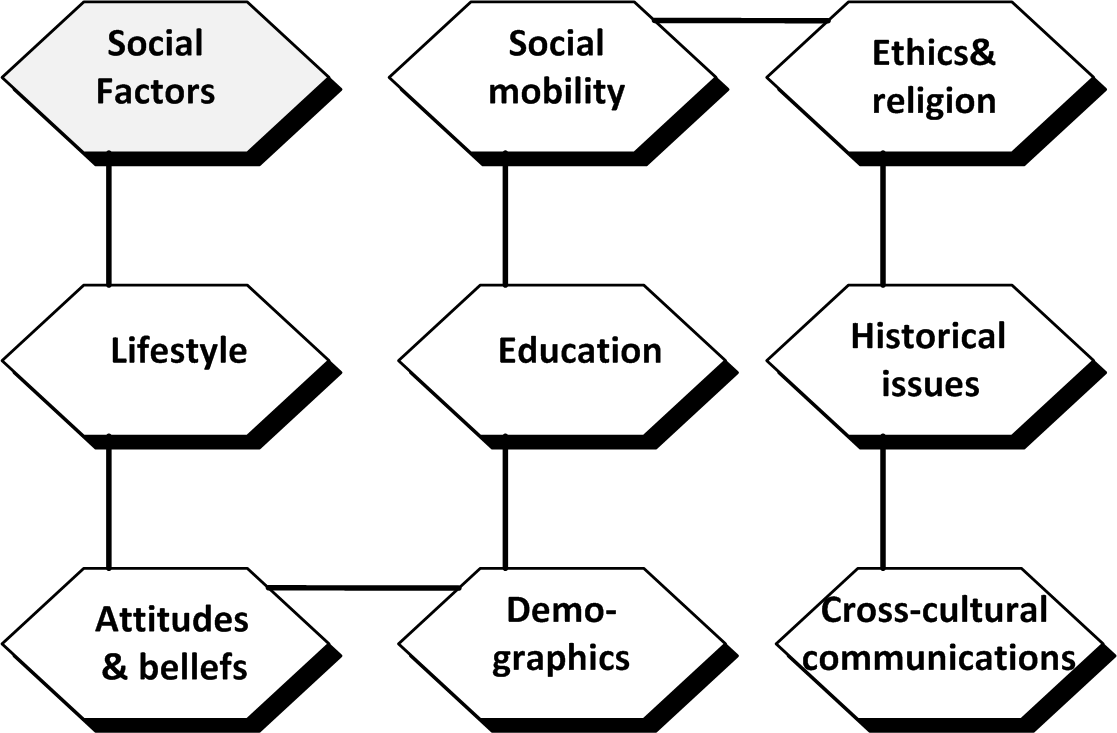 Social
Factors
Social
mobility
Ethics&
religion
Lifestyle
Education
Historical
issues
Attitudes
& bellefs
Demo-
graphics
Cross-cultural
communications